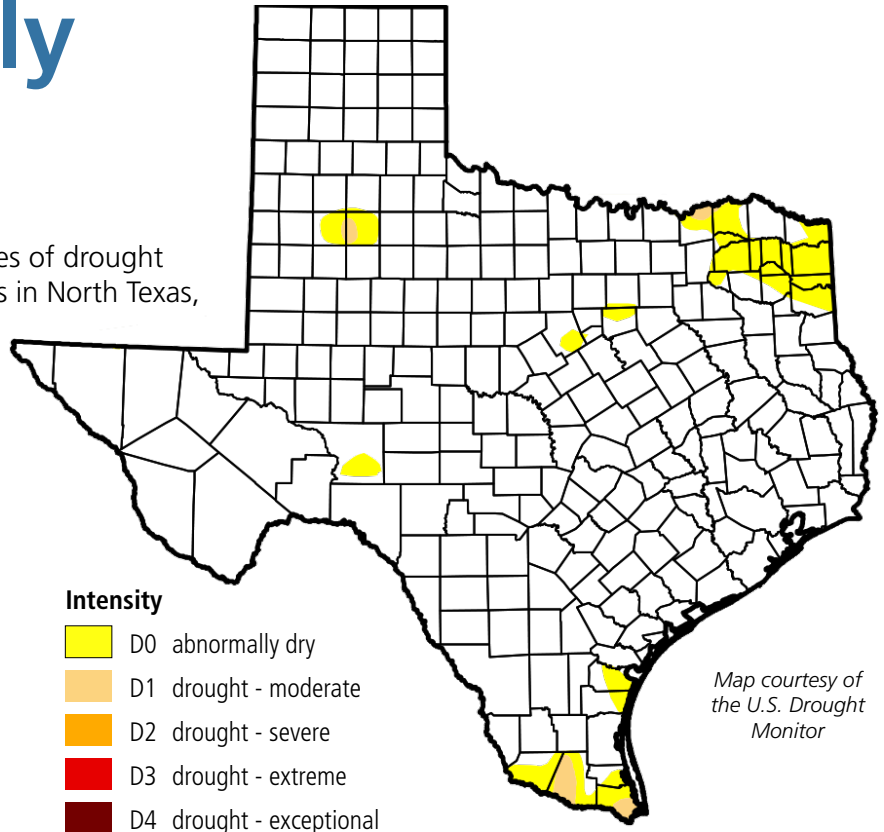 ly
es of drought
s in North Texas,
Intensity
D0 abnormally dry
D1 drought - moderate
D2 drought - severe
D3 drought - extreme
D4 drought - exceptional
Map courtesy of
the U.S. Drought
Monitor